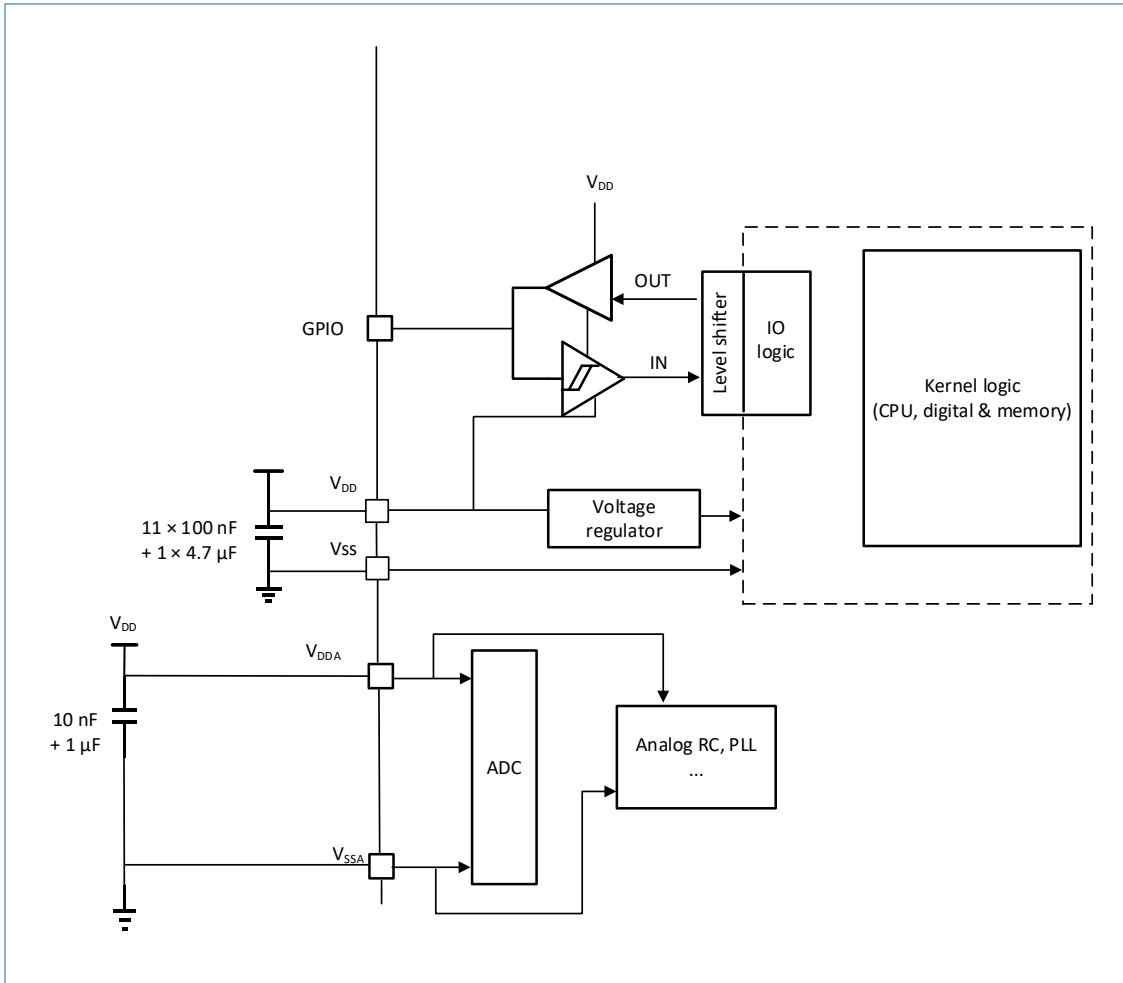 VDD
OUT
GPIO
Level shifter
IO
logic
IN
Kernel logic
(CPU, digital & memory)
VDD
Voltage
regulator
11 × 100 nF
+ 1 × 4.7 µF
Vss
VDD
VDDA
10 nF
+ 1 µF
ADC
Analog RC, PLL
...
VSSA